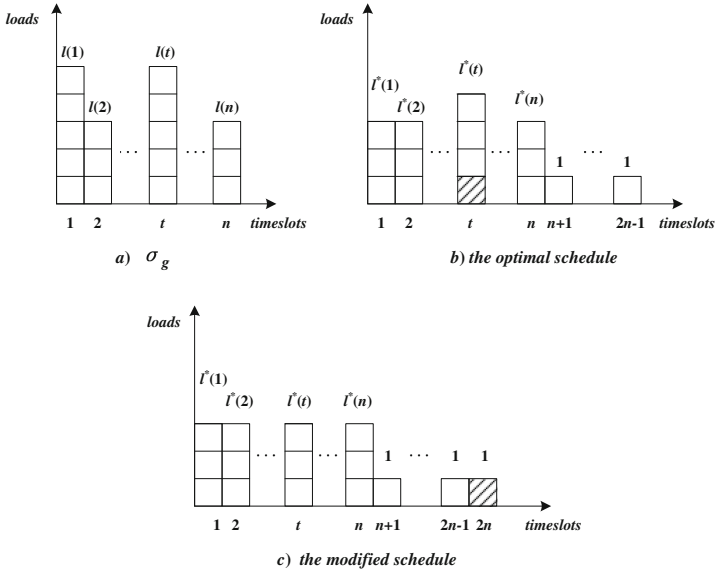 loads
l(1)
l(t)
l(2)
l(n)
... ...
1 2 t n timeslots
a) σ g
loads
l*(t)
l*(1)
l*(2)
l*(n)
1 ... 1
... ...
1 2 t n n+1 2n-1 timeslots
b) the optimal schedule
loads
l*(1)
l*(2) l*(t) l*(n)
... ... 1 ... 1 1
1 2 t n n+1 2n-1 2n timeslots
c) the modified schedule